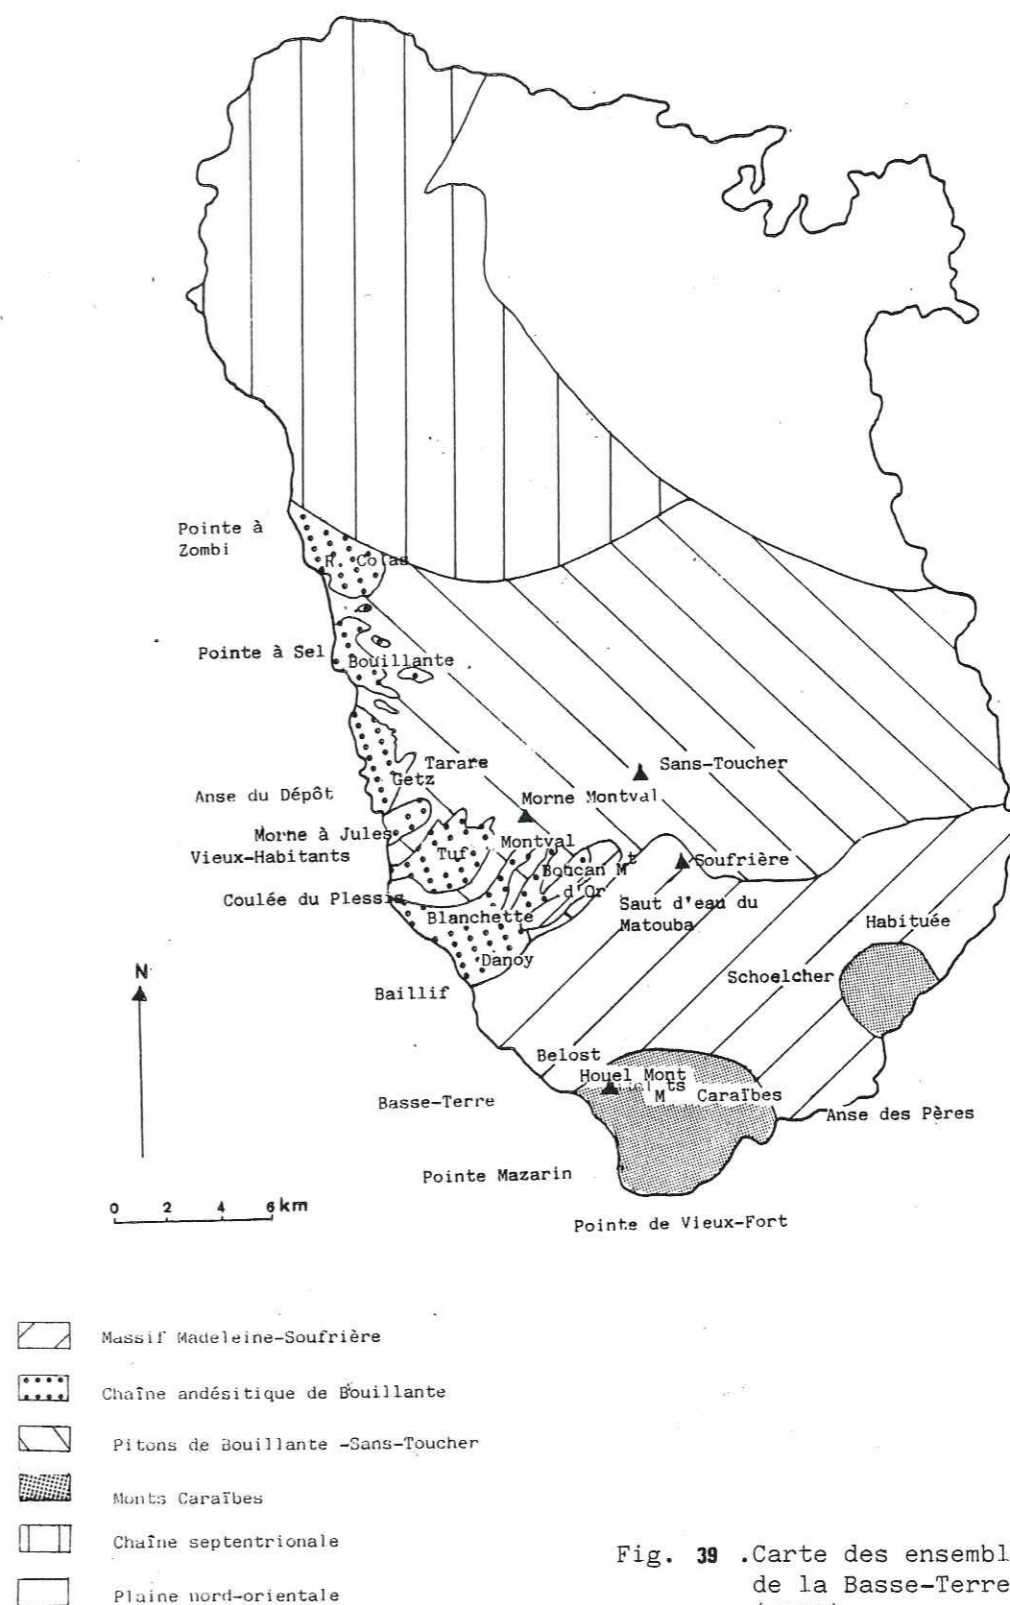 Pointe à
Zombi
R. Colas
Pointe à Sel
Bouillante
Tarare
Getz
Sans-Toucher
Anse du Dépôt
Morne Montval
Morne à Jules
Vieux-Habitants
Montval
Tuf
Soufrière
Boucan Mt
d'Or
Coulée du Plessis
Saut d'eau du
Matouba
Blanchette
Habituée
Danoy
Schoelcher
N
Baillif
Belost
Houel Mont
Mts Caraïbes
Basse-Terre
Anse des Pères
Pointe Mazarin
0 2 4 6 km
Pointe de Vieux-Fort
Massif Madeleine-Soufrière
Chaîne andésitique de Bouillante
Pitons de Bouillante -Sans-Toucher
Monts Caraïbes
Chaîne septentrionale
Plaine nord-orientale
Fig. 39 .Carte des ensembl
de la Basse-Terre